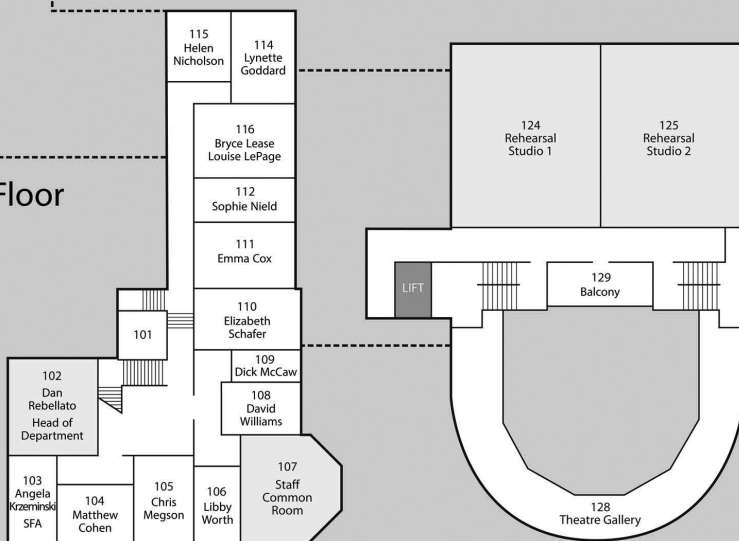 115
Helen
Nicholson
114
Lynette
Goddard
116
Bryce Lease
Louise LePage
112
Sophie Nield
111
Emma Cox
110
Elizabeth
Schafer
101
109
Dick McCaw
108
David
Williams
102
Dan
Rebellato
Head of
Department
103
Angela
Krzeminski
SFA
104
Matthew
Cohen
105
Chris
Megson
106
Libby
Worth
107
Staff
Common
Room
Floor
124
Rehearsal
Studio 1
125
Rehearsal
Studio 2
LIFT
129
Balcony
128
Theatre Gallery